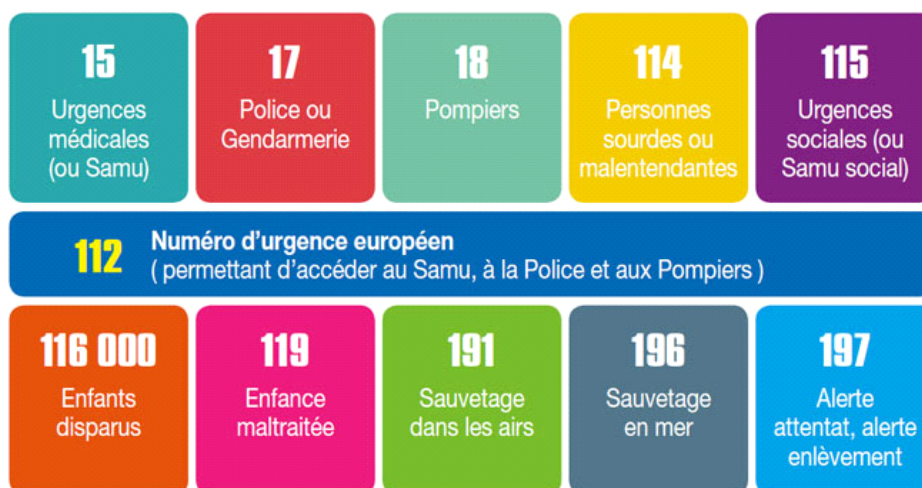 15
Urgences
médicales
(ou Samu)
17
Police ou
Gendarmerie
18
Pompiers
114
Personnes
sourdes ou
malentendantes
115
Urgences
sociales (ou
Samu social)
112
Numéro d'urgence européen
( permettant d'accéder au Samu, à la Police et aux Pompiers )
116 000
Enfants
disparus
119
Enfance
maltraitée
191
Sauvetage
dans les airs
196
Sauvetage
en mer
197
Alerte
attentat, alerte
enlèvement